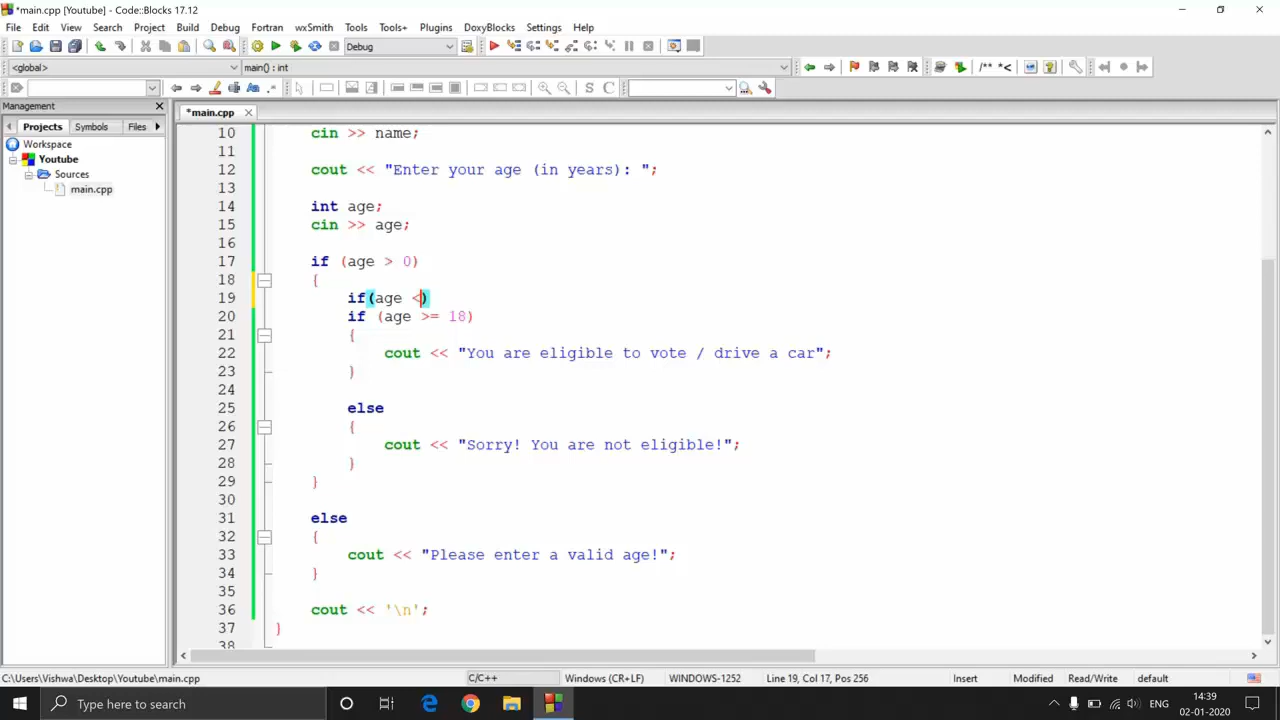 *main.cpp [Youtube] - Code::Blocks 17.12
File Edit View Search Project Build Debug Fortran wxSmith Tools Tools+ Plugins DoxyBlocks Settings Help
Debug
<global> main() : int /** *<
S C
Management
Projects Symbols Files *main.cpp
Workspace
Youtube
Sources
main.cpp
10 cin >> name;
11
12 cout << "Enter your age (in years): ";
13
14 int age;
15 cin >> age;
16
17 if (age > 0)
18 {
19 if(age <)
20 if (age >= 18)
21 {
22 cout << "You are eligible to vote / drive a car";
23 }
24
25 else
26 {
27 cout << "Sorry! You are not eligible!";
28 }
29 }
30
31 else
32 {
33 cout << "Please enter a valid age!";
34 }
35
36 cout << '\n';
37 }
38
C:\Users\Vishwa\Desktop\Youtube\main.cpp C/C++ Windows (CR+LF) WINDOWS-1252 Line 19, Col 17, Pos 256 Insert Modified Read/Write default
Type here to search ENG 14:39
02-01-2020